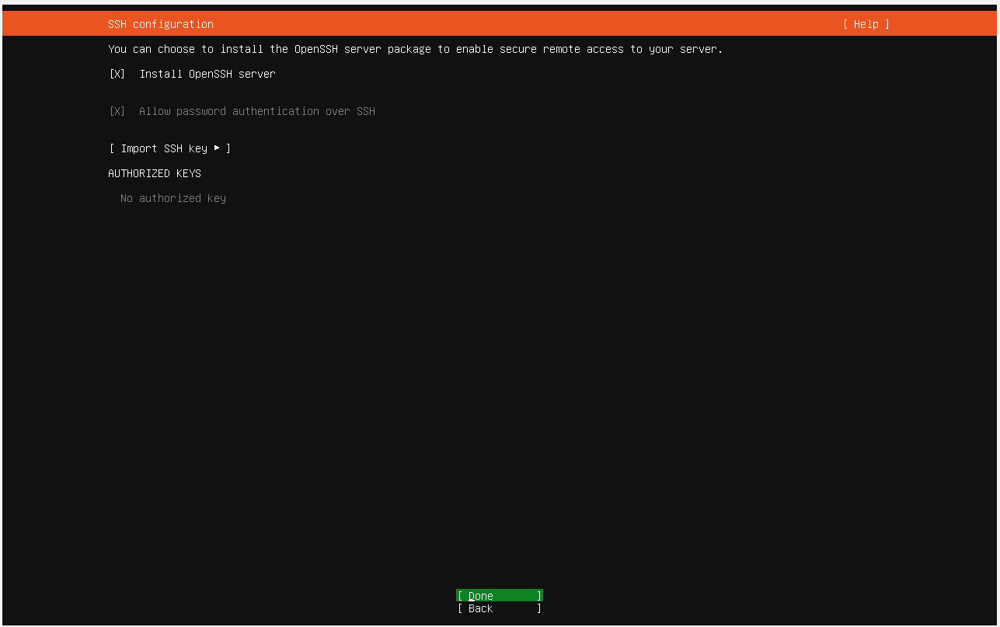 SSH configuration [ Help ]
You can choose to install the OpenSSH server package to enable secure remote access to your server.
[X] Install OpenSSH server
[X] Allow password authentication over SSH
[ Import SSH key ▸ ]
AUTHORIZED KEYS
No authorized key
[ Done ]
[ Back ]